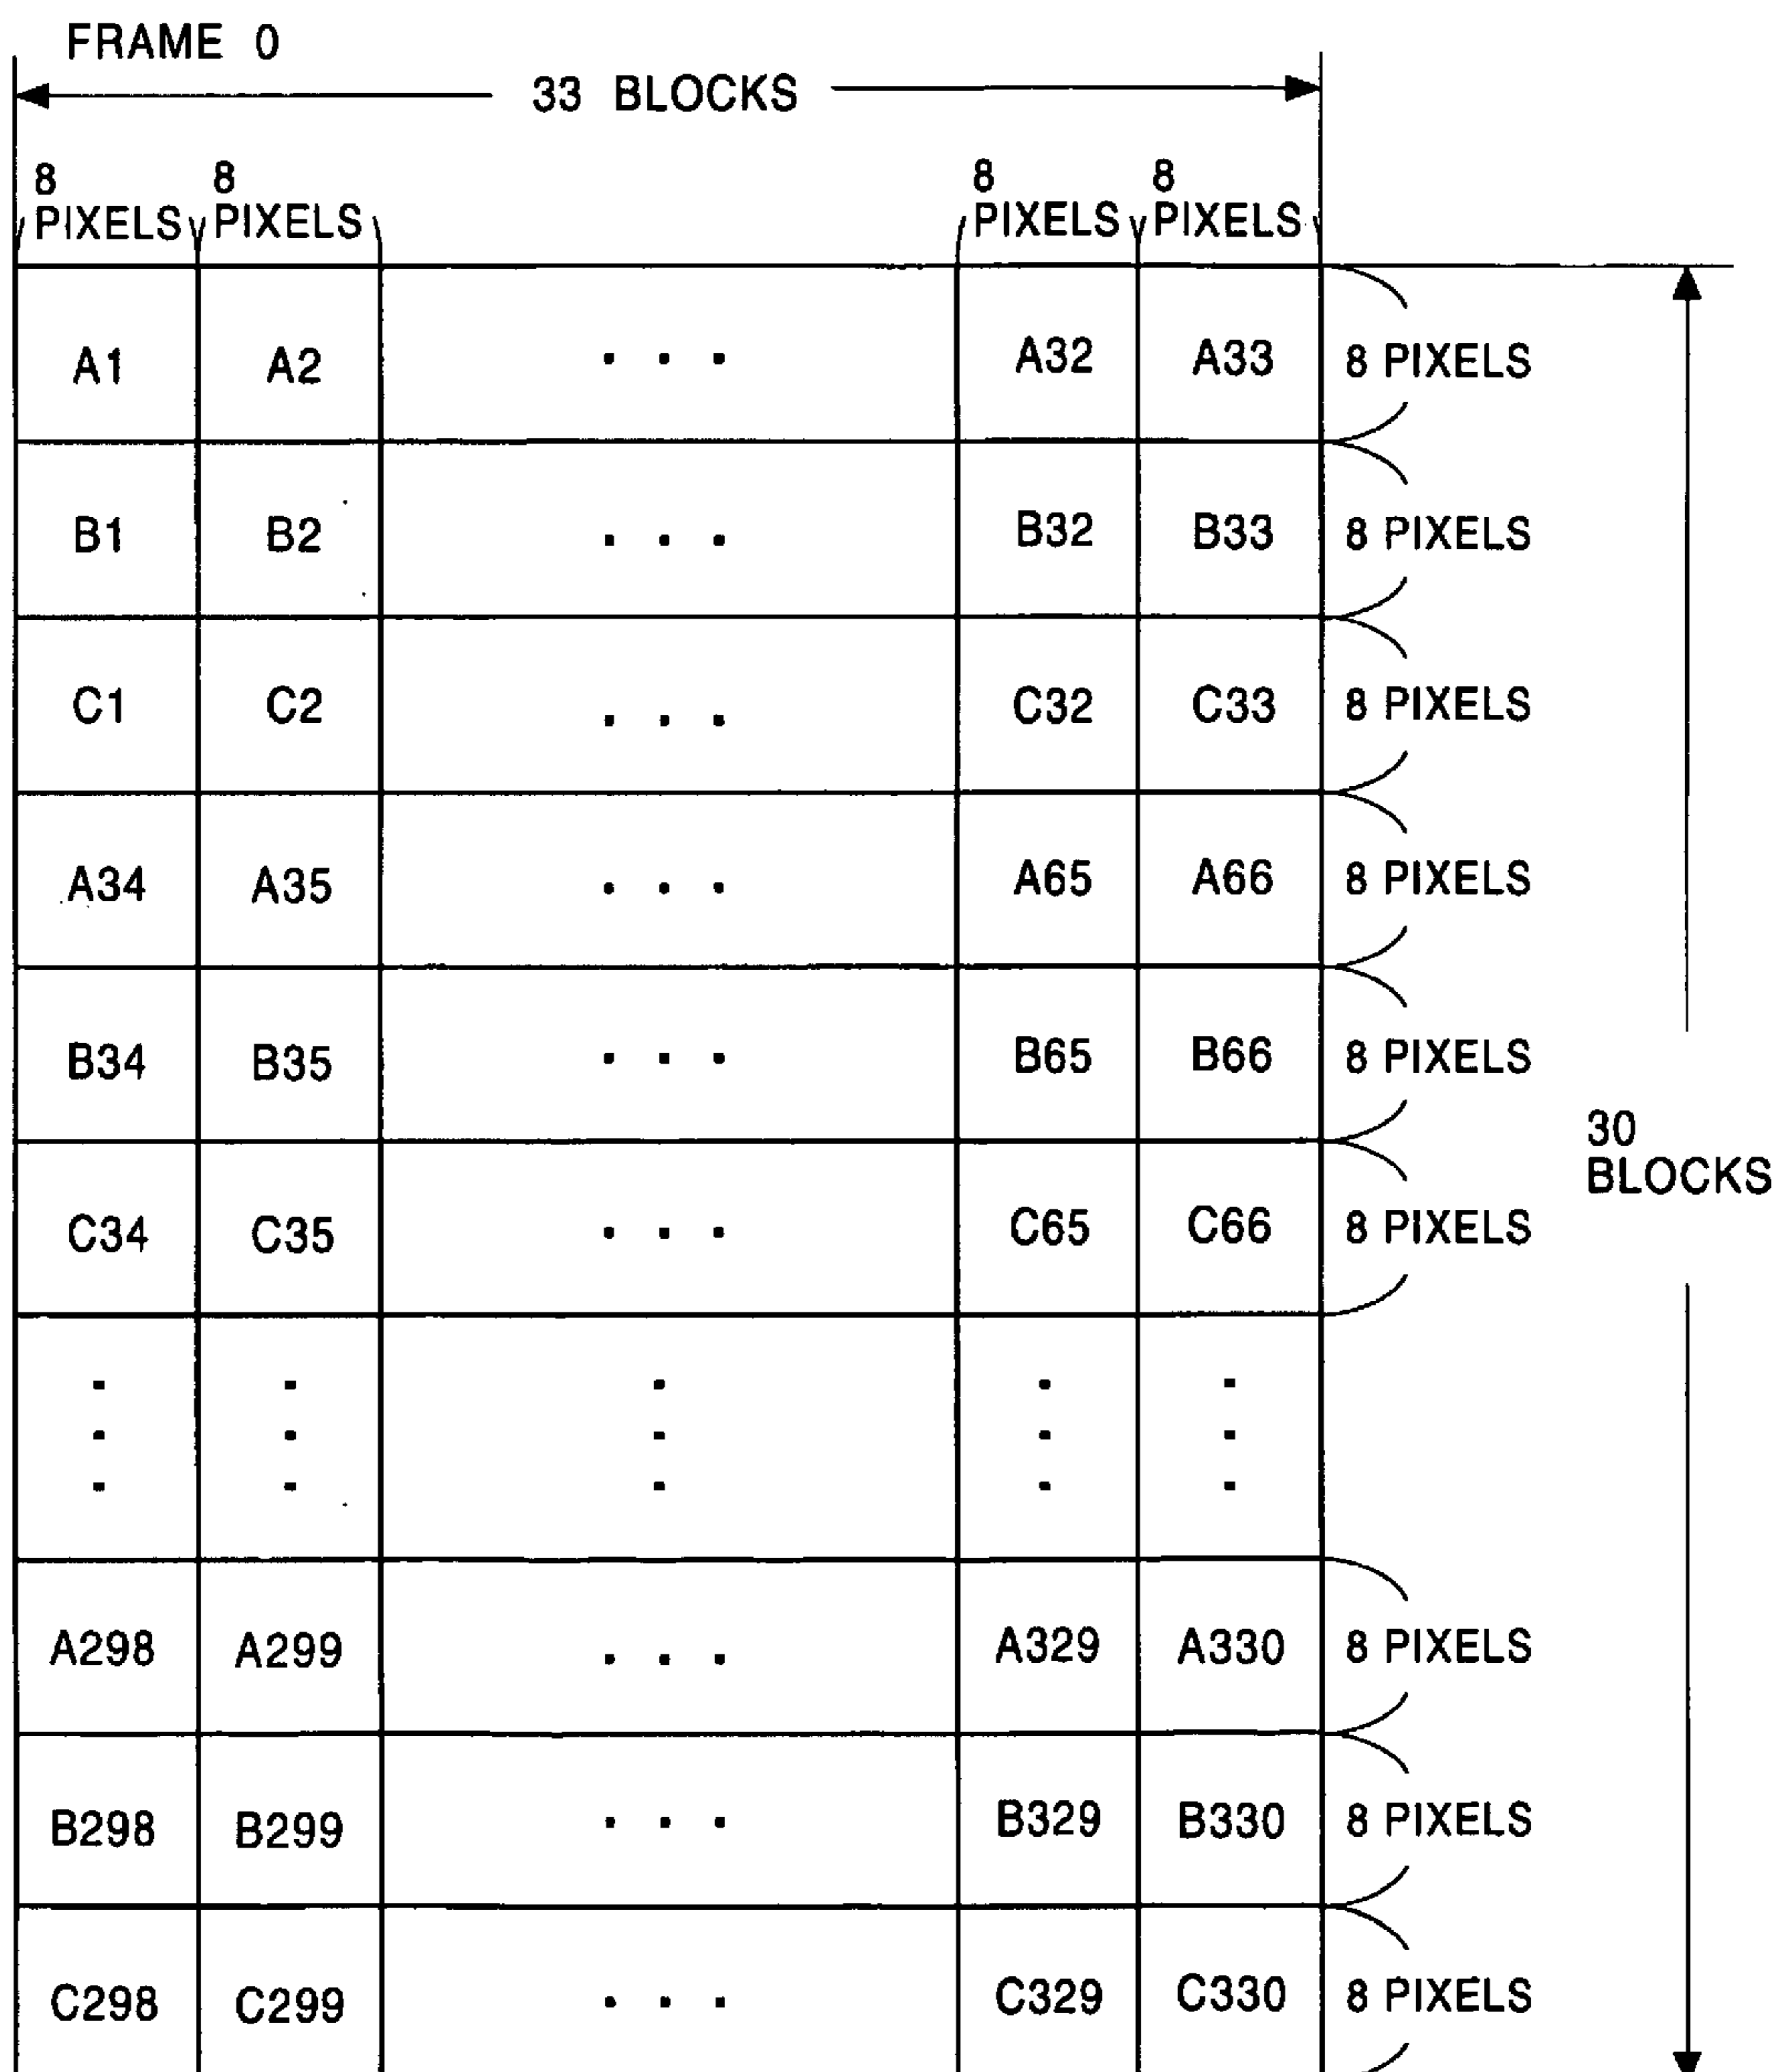 FRAME 0
33 BLOCKS
8 8 8 8
PIXELS PIXELS PIXELS PIXELS
A1 A2 . . . A32 A33 8 PIXELS
B1 B2 . . . B32 B33 8 PIXELS
C1 C2 . . . C32 C33 8 PIXELS
A34 A35 . . . A65 A66 8 PIXELS
B34 B35 . . . B65 B66 8 PIXELS
30
BLOCKS
C34 C35 . . . C65 C66 8 PIXELS
A298 A299 . . . A329 A330 8 PIXELS
B298 B299 . . . B329 B330 8 PIXELS
C298 C299 . . . C329 C330 8 PIXELS